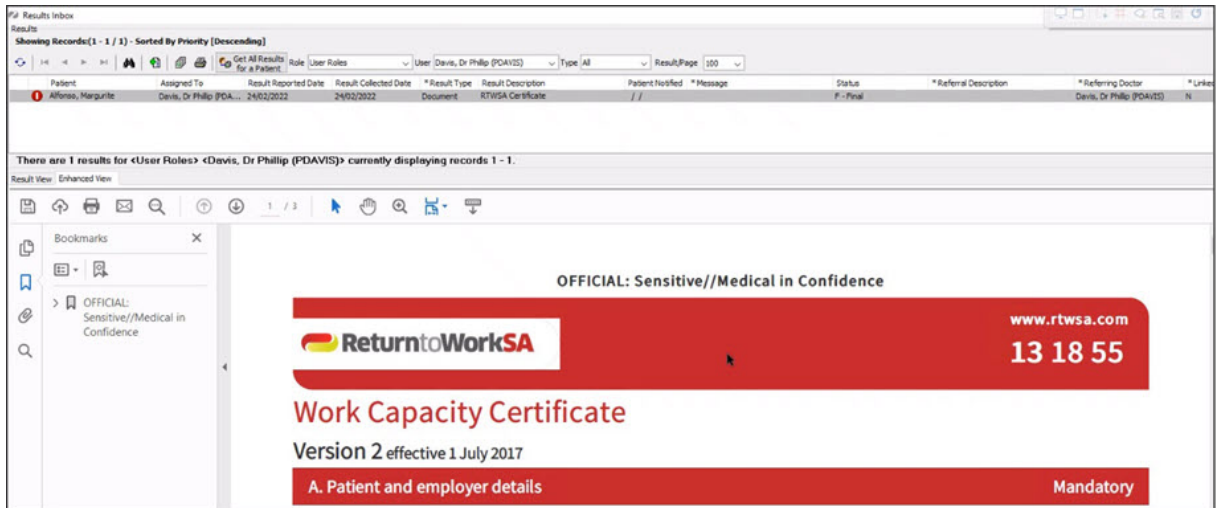 Results Inbox
Results
Showing Records:(1 - 1 / 1) - Sorted By Priority [Descending]
Get All Results for a Patient Role User Roles User Davis, Dr Phillip (PDAVIS) Type All Result/Page 100
Patient Assigned To Result Reported Date Result Collected Date *Result Type Result Description Patient Notified *Message Status *Referral Description *Referring Doctor *Linked
Alfonso, Margurite Davis, Dr Phillip (PDA... 24/02/2022 24/02/2022 Document RTWSA Certificate / / F - Final Davis, Dr Phillip (PDAVIS) N
There are 1 results for <User Roles> <Davis, Dr Phillip (PDAVIS)> currently displaying records 1 - 1.
Result View Enhanced View
1 / 3
Bookmarks
OFFICIAL:
Sensitive//Medical in
Confidence
OFFICIAL: Sensitive//Medical in Confidence
ReturntoWorkSA
www.rtwsa.com
13 18 55
Work Capacity Certificate
Version 2 effective 1 July 2017
A. Patient and employer details Mandatory